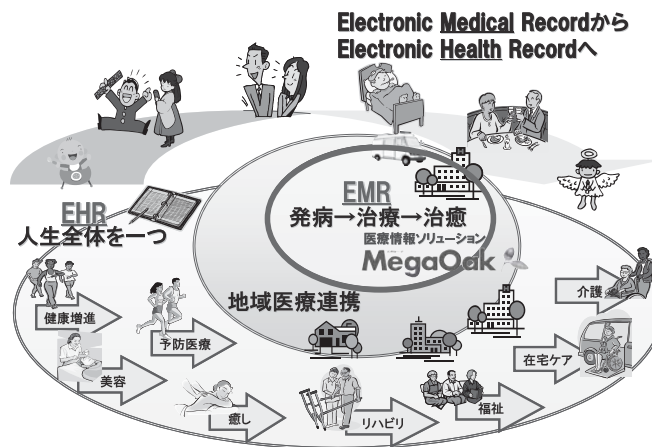 Electronic Medical Recordから
Electronic Health Recordへ
EMR
発病→治療→治癒
医療情報ソリューション
MegaOak
EHR
人生全体を一つ
地域医療連携
健康増進
予防医療
美容
癒し
リハビリ
福祉
在宅ケア
介護